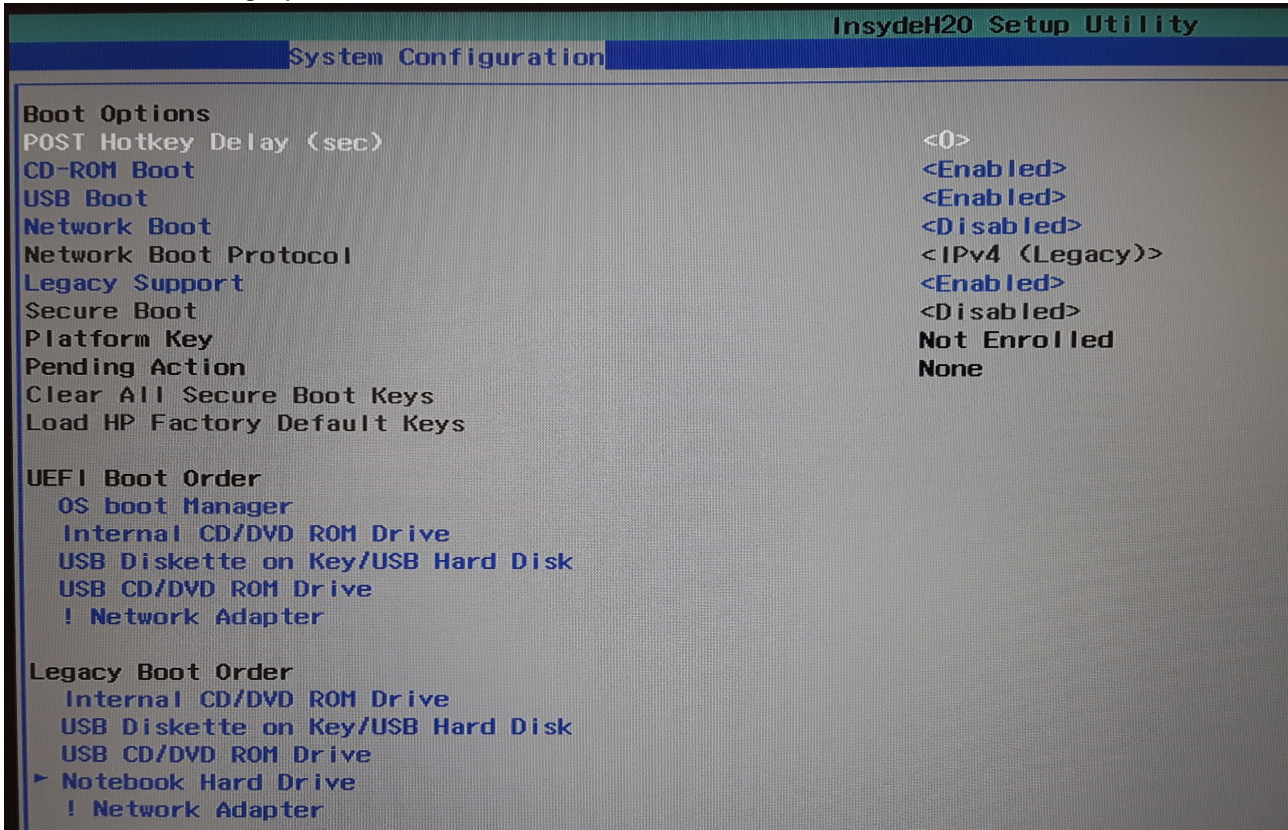 InsydeH20 Setup Utility
System Configuration
Boot Options
POST Hotkey Delay (sec) <0>
CD-ROM Boot <Enabled>
USB Boot <Enabled>
Network Boot <Disabled>
Network Boot Protocol <IPv4 (Legacy)>
Legacy Support <Enabled>
Secure Boot <Disabled>
Platform Key Not Enrolled
Pending Action None
Clear All Secure Boot Keys
Load HP Factory Default Keys
UEFI Boot Order
OS boot Manager
Internal CD/DVD ROM Drive
USB Diskette on Key/USB Hard Disk
USB CD/DVD ROM Drive
! Network Adapter
Legacy Boot Order
Internal CD/DVD ROM Drive
USB Diskette on Key/USB Hard Disk
USB CD/DVD ROM Drive
► Notebook Hard Drive
! Network Adapter